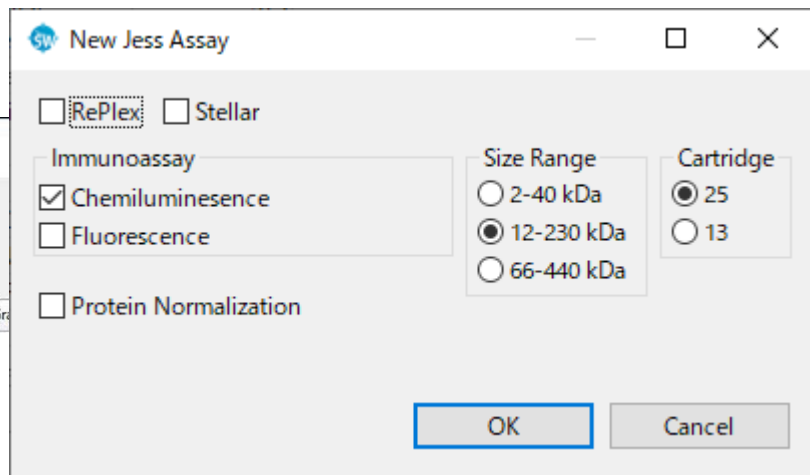 SW New Jess Assay
RePlex Stellar
Immunoassay
Chemiluminesence
Fluorescence
Size Range
2-40 kDa
12-230 kDa
66-440 kDa
Cartridge
25
13
Protein Normalization
OK Cancel